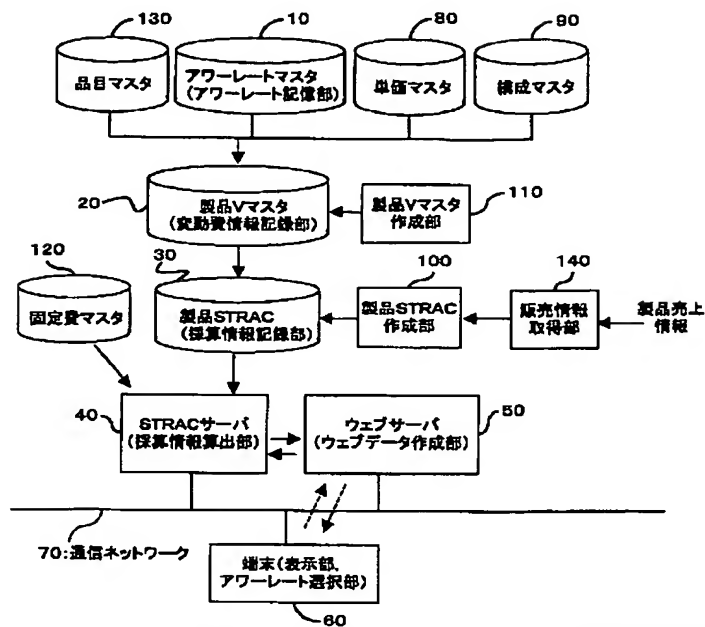 130
10
80
90
品目マスタ
アワーレートマスタ
(アワーレート記憶部)
単価マスタ
構成マスタ
20
製品Vマスタ
(変動費情報記録部)
製品Vマスタ
作成部
110
120
30
100
140
固定費マスタ
製品STRAC
(採算情報記録部)
製品STRAC
作成部
販売情報
取得部
製品売上
情報
40
STRACサーバ
(採算情報算出部)
ウェブサーバ
(ウェブデータ作成部)
50
70:通信ネットワーク
端末(表示部、
アワーレート選択部)
60